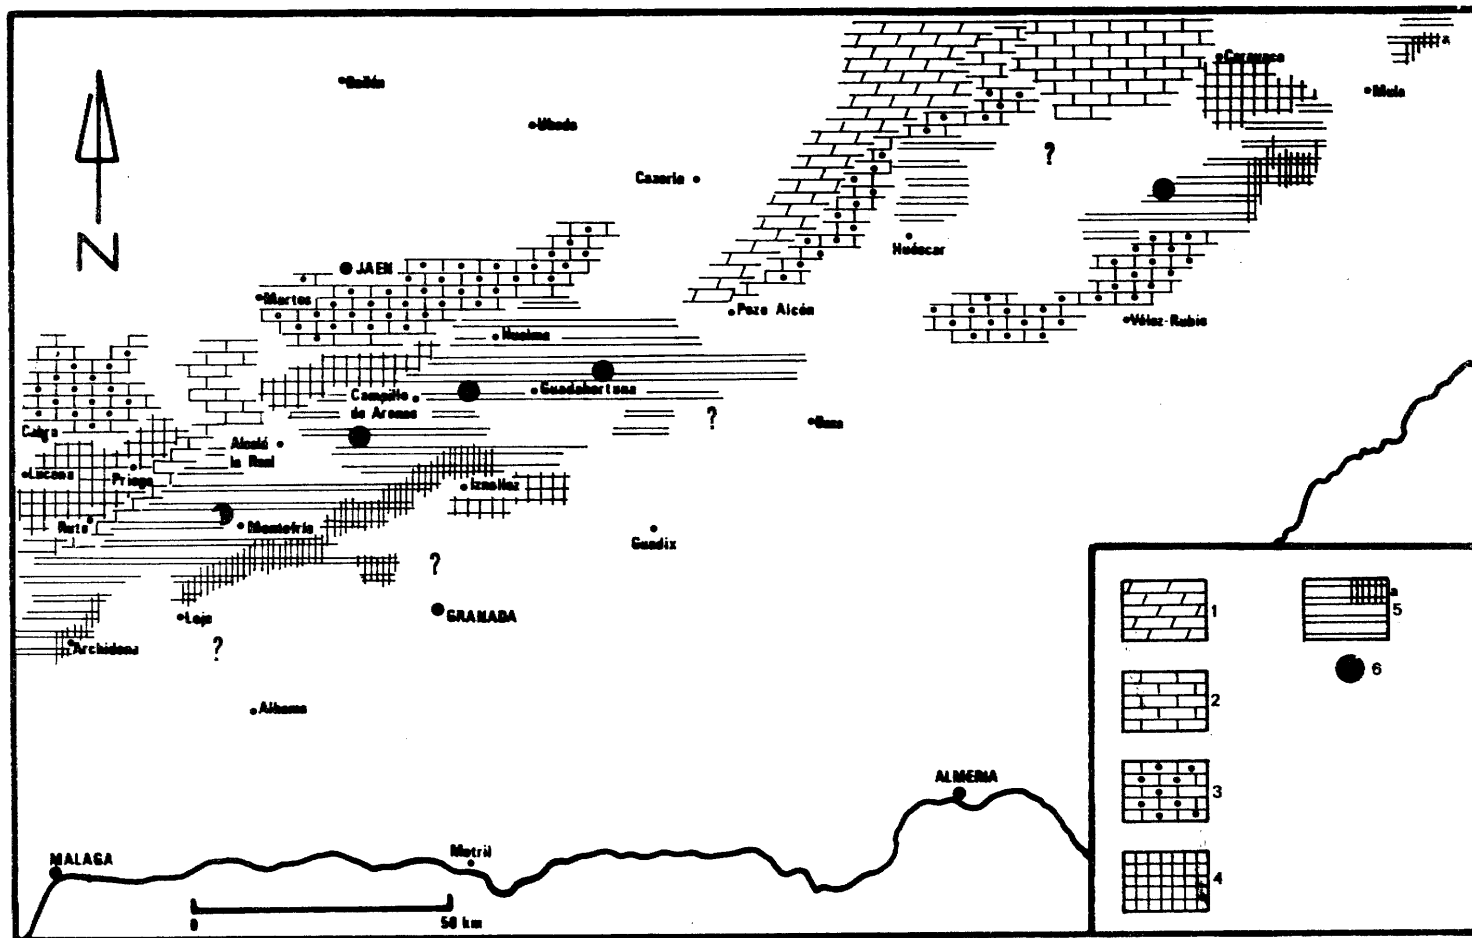 Bailén
Ubeda
Cazorla
Caravaca
Mula
?
Huéscar
JAEN
Martos
Pozo Alcón
Vélez-Rubio
Huelma
Guadahortuna
Campillo
de Arenas
?
Baza
Cabra
Alcalá
la Real
Lucena
Priego
Iznalloz
Rute
Montefrío
Guadix
?
GRANADA
Loja
?
Archidona
Alhama
ALMERIA
MALAGA
Motril
0
50 km
N
1
2
3
4
a
5
6